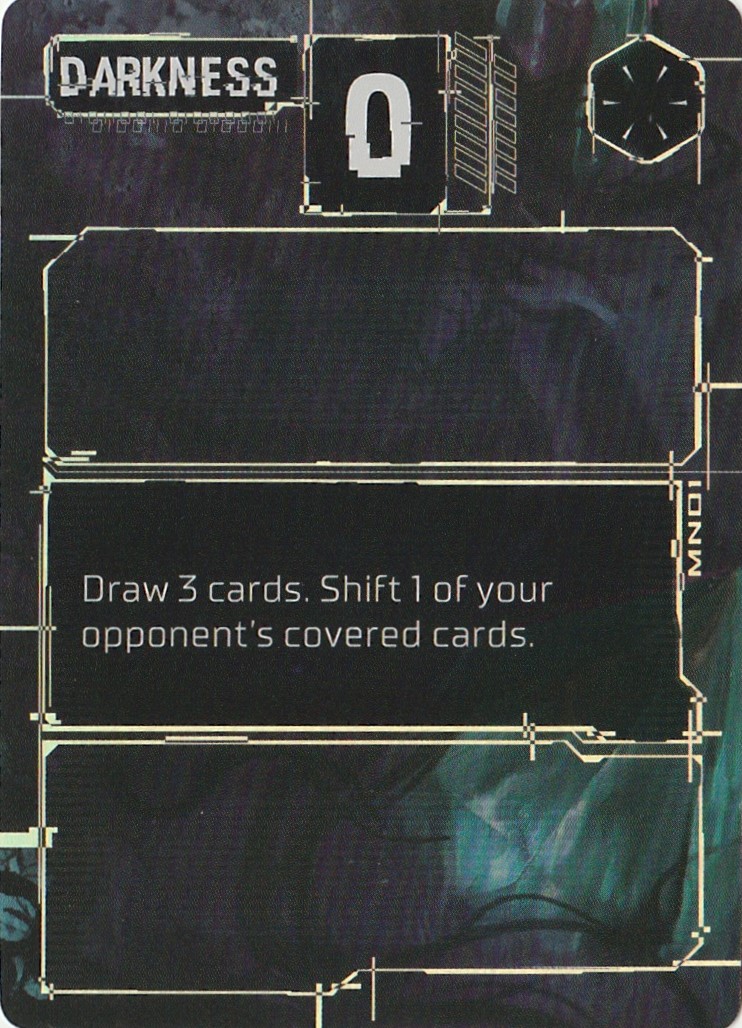 DARKNESS
0
MN01
Draw 3 cards. Shift 1 of your
opponent's covered cards.